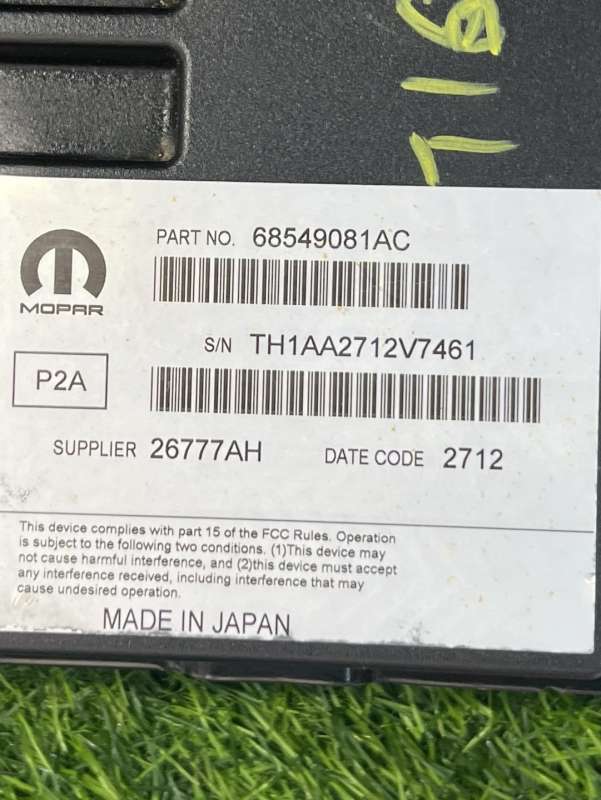 PART NO. 68549081AC
MOPAR
S/N TH1AA2712V7461
P2A
SUPPLIER 26777AH DATE CODE 2712
This device complies with part 15 of the FCC Rules. Operation
is subject to the following two conditions. (1)This device may
not cause harmful interference, and (2)this device must accept
any interference received, including interference that may
cause undesired operation.
MADE IN JAPAN